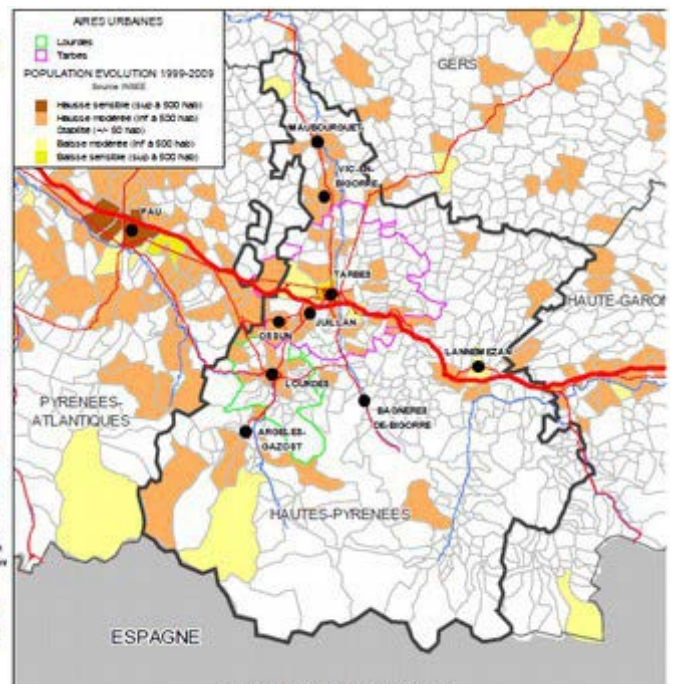 AIRES URBAINES
Lourdes
Tarbes
POPULATION EVOLUTION 1999-2009
Source INSEE
Hausse sensible (sup à 500 hab)
Hausse modérée (inf à 500 hab)
Stabilité (+/- 50 hab)
Baisse modérée (inf à 500 hab)
Baisse sensible (sup à 500 hab)
GERS
MAUBOURGUET
VIC-EN-
BIGORRE
PAU
TARBES
HAUTE-GARON
JUILLAN
OSSUN
LANNEMEZAN
LOURDES
PYRENEES-
ATLANTIQUES
BAGNERES
DE-BIGORRE
ARGELES-
GAZOST
HAUTES-PYRENEES
ESPAGNE